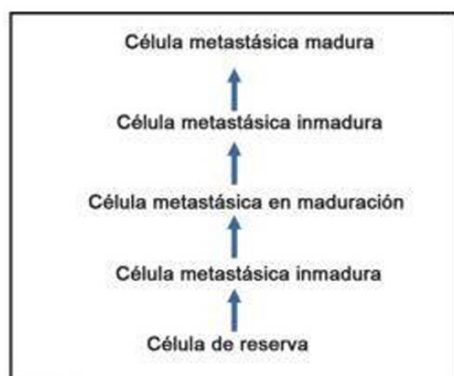 Célula metastásica madura
Célula metastásica inmadura
Célula metastásica en maduración
Célula metastásica inmadura
Célula de reserva